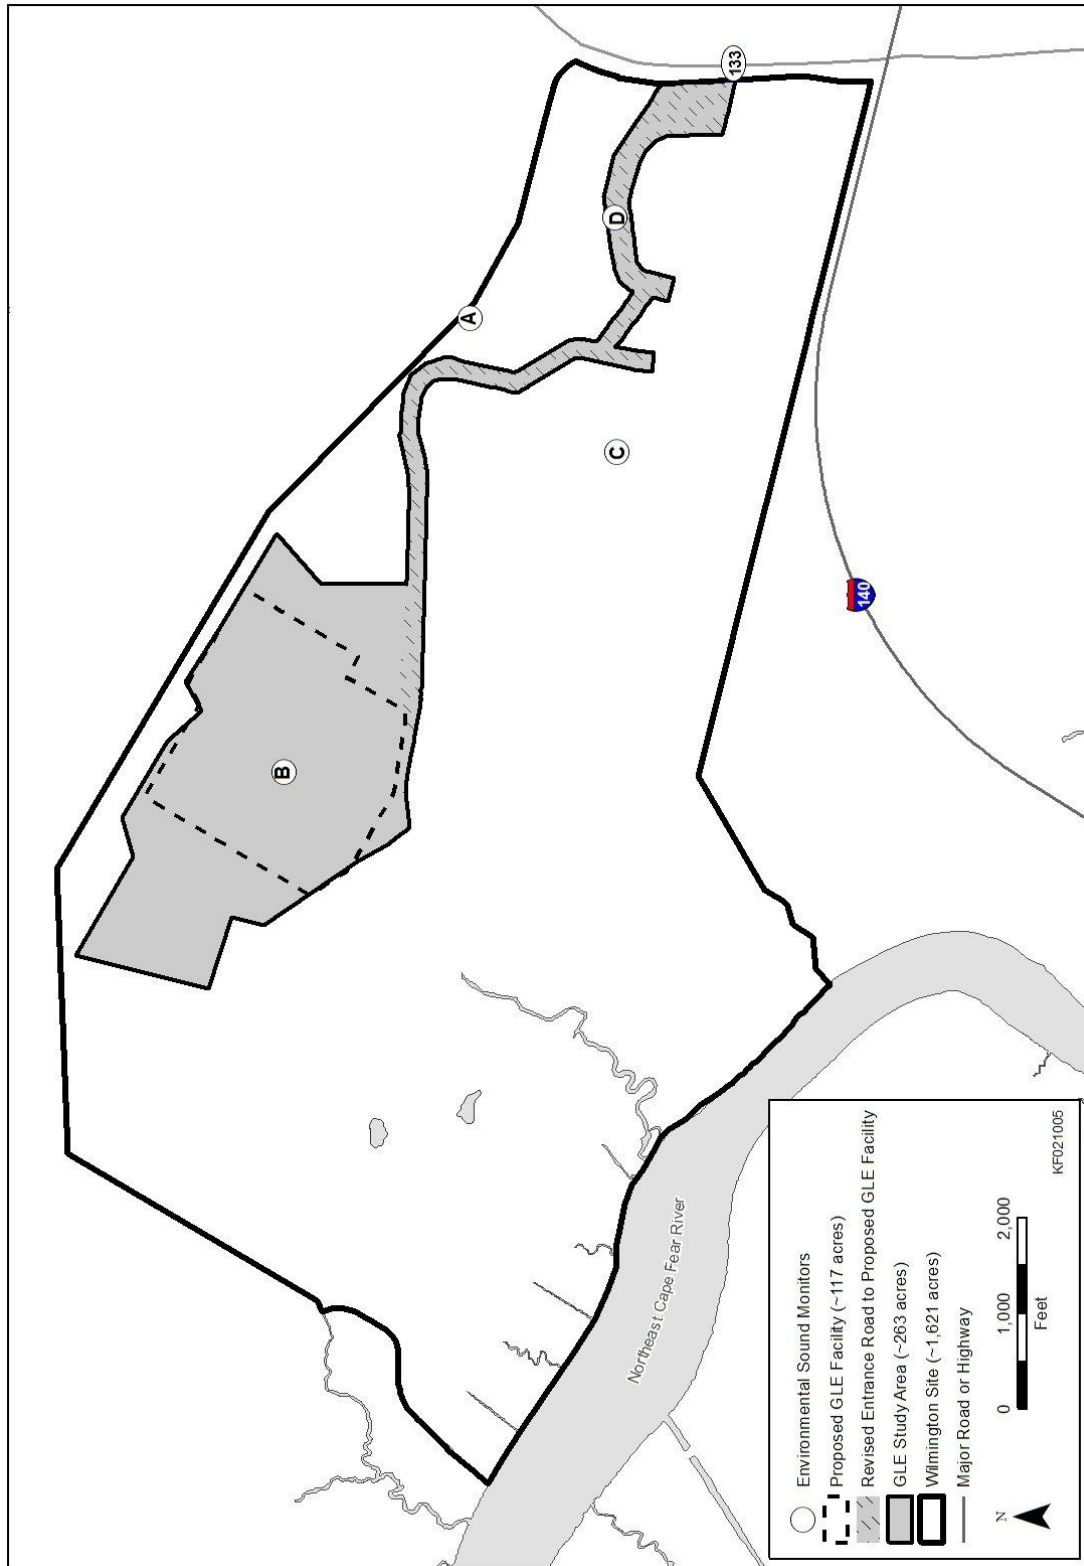 133
A
D
C
B
140
Northeast Cape Fear River
Environmental Sound Monitors
Proposed GLE Facility (~117 acres)
Revised Entrance Road to Proposed GLE Facility
GLE Study Area (~263 acres)
Wilmington Site (~1,621 acres)
Major Road or Highway
N
0 1,000 2,000
Feet
KF021005